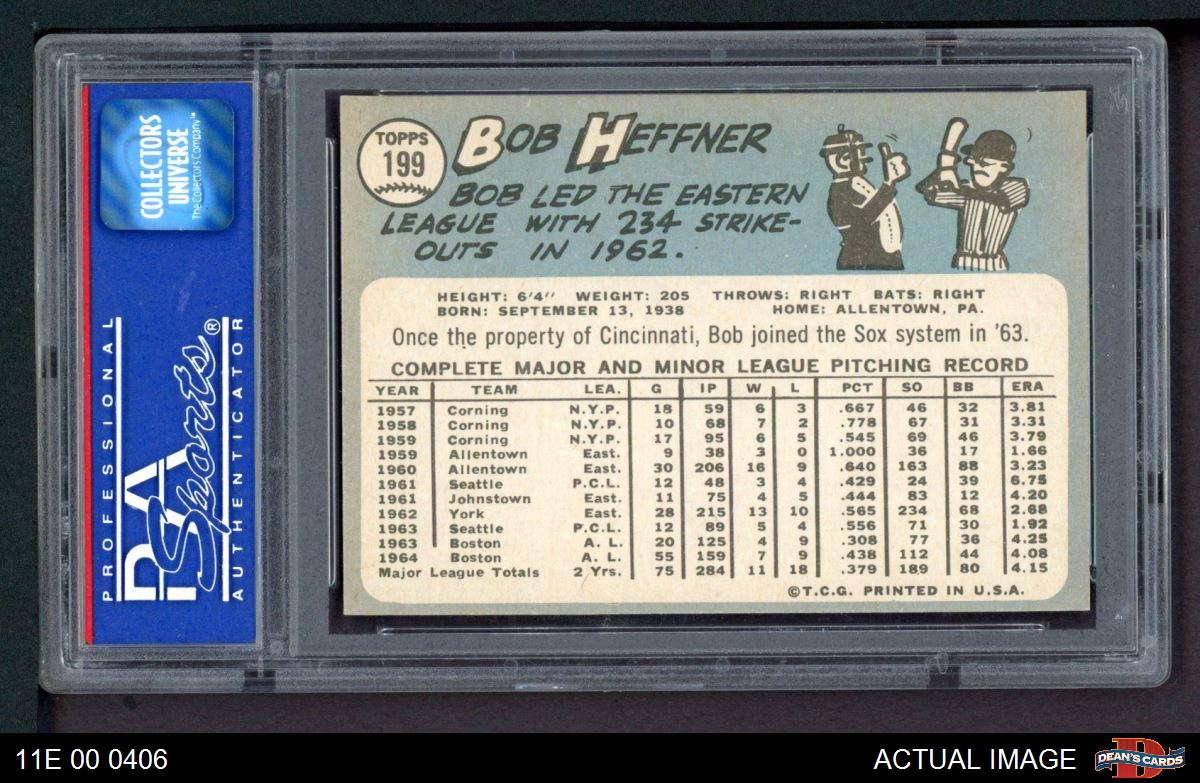 COLLECTORS
UNIVERSE
The Collectors Company™
PROFESSIONAL
PSA
Sports®
AUTHENTICATOR
TOPPS
199
BOB HEFFNER
BOB LED THE EASTERN
LEAGUE WITH 234 STRIKE-
OUTS IN 1962.
HEIGHT: 6'4" WEIGHT: 205 THROWS: RIGHT BATS: RIGHT
BORN: SEPTEMBER 13, 1938 HOME: ALLENTOWN, PA.
Once the property of Cincinnati, Bob joined the Sox system in '63.
COMPLETE MAJOR AND MINOR LEAGUE PITCHING RECORD
YEAR TEAM LEA. G IP W L PCT SO BB ERA
1957 Corning N.Y.P. 18 59 6 3 .667 46 32 3.81
1958 Corning N.Y.P. 10 68 7 2 .778 67 31 3.31
1959 Corning N.Y.P. 17 95 6 5 .545 69 46 3.79
1959 Allentown East. 9 38 3 0 1.000 36 17 1.66
1960 Allentown East. 30 206 16 9 .640 163 88 3.23
1961 Seattle P.C.L. 12 48 3 4 .429 24 39 6.75
1961 Johnstown East. 11 75 4 5 .444 83 12 4.20
1962 York East. 28 215 13 10 .565 234 68 2.68
1963 Seattle P.C.L. 12 89 5 4 .556 71 30 1.92
1963 Boston A. L. 20 125 4 9 .308 77 36 4.25
1964 Boston A. L. 55 159 7 9 .438 112 44 4.08
Major League Totals 2 Yrs. 75 284 11 18 .379 189 80 4.15
©T.C.G. PRINTED IN U.S.A.
11E 00 0406
ACTUAL IMAGE
D
DEAN'S CARDS